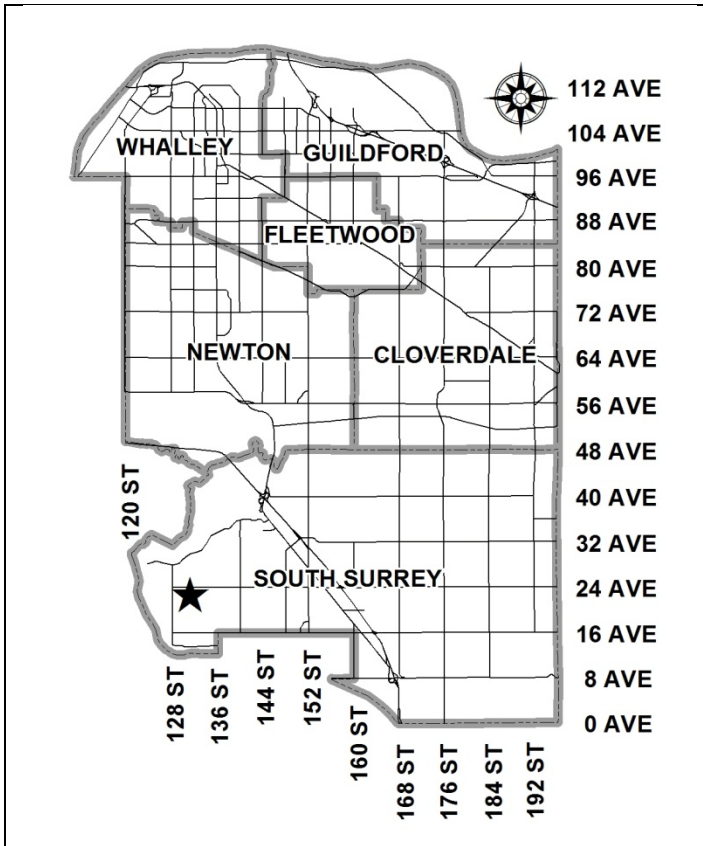 112 AVE
104 AVE
WHALLEY
GUILDFORD
96 AVE
88 AVE
FLEETWOOD
80 AVE
72 AVE
NEWTON
CLOVERDALE
64 AVE
56 AVE
48 AVE
120 ST
40 AVE
32 AVE
SOUTH SURREY
24 AVE
16 AVE
8 AVE
0 AVE
128 ST
136 ST
144 ST
152 ST
160 ST
168 ST
176 ST
184 ST
192 ST